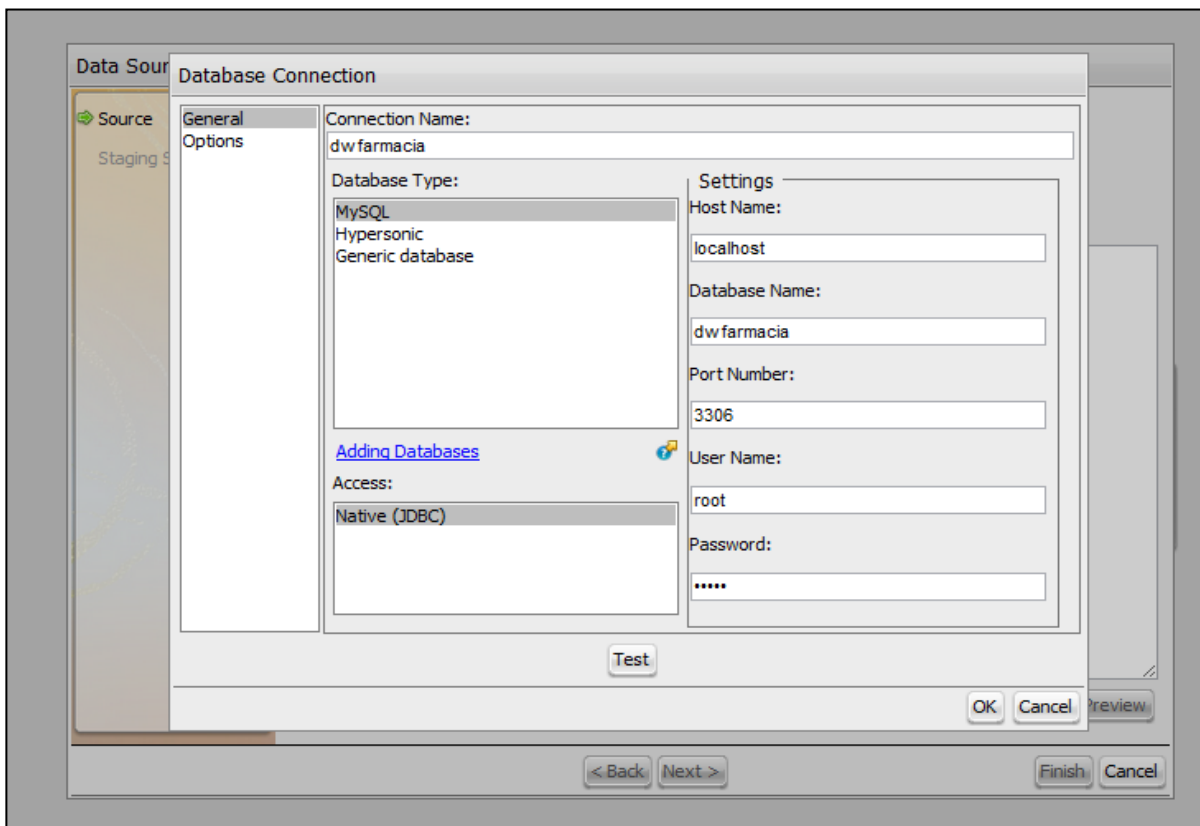 Data Sour
Database Connection
Source
Staging S
General
Options
Connection Name:
dwfarmacia
Database Type:
MySQL
Hypersonic
Generic database
Adding Databases
Access:
Native (JDBC)
Settings
Host Name:
localhost
Database Name:
dwfarmacia
Port Number:
3306
User Name:
root
Password:
•••••
Test
OK
Cancel
Preview
< Back
Next >
Finish
Cancel